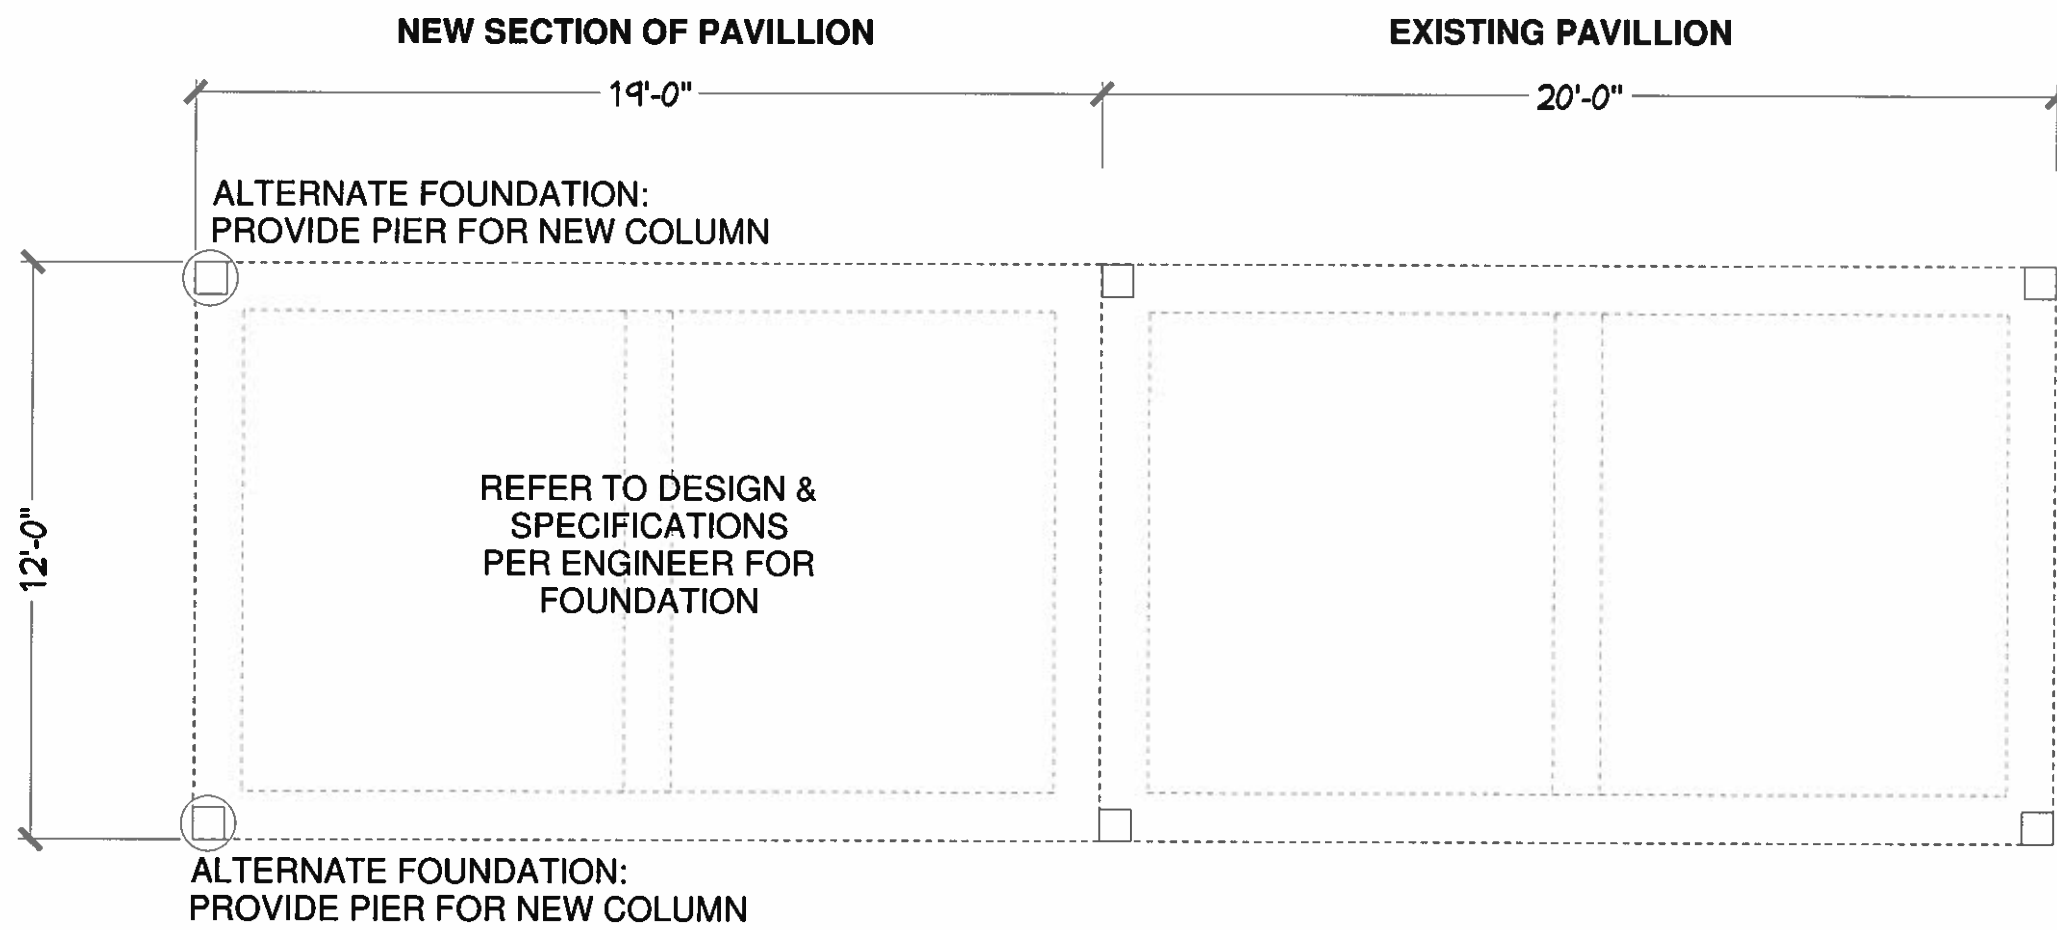 NEW SECTION OF PAVILLION
EXISTING PAVILLION
19'-0"
20'-0"
ALTERNATE FOUNDATION:
PROVIDE PIER FOR NEW COLUMN
12'-0"
REFER TO DESIGN &
SPECIFICATIONS
PER ENGINEER FOR
FOUNDATION
ALTERNATE FOUNDATION:
PROVIDE PIER FOR NEW COLUMN